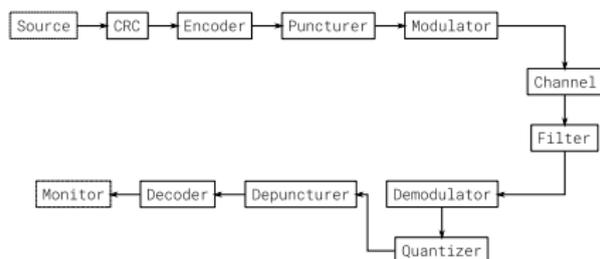 Source
CRC
Encoder
Puncturer
Modulator
Channel
Filter
Demodulator
Quantizer
Depuncturer
Decoder
Monitor